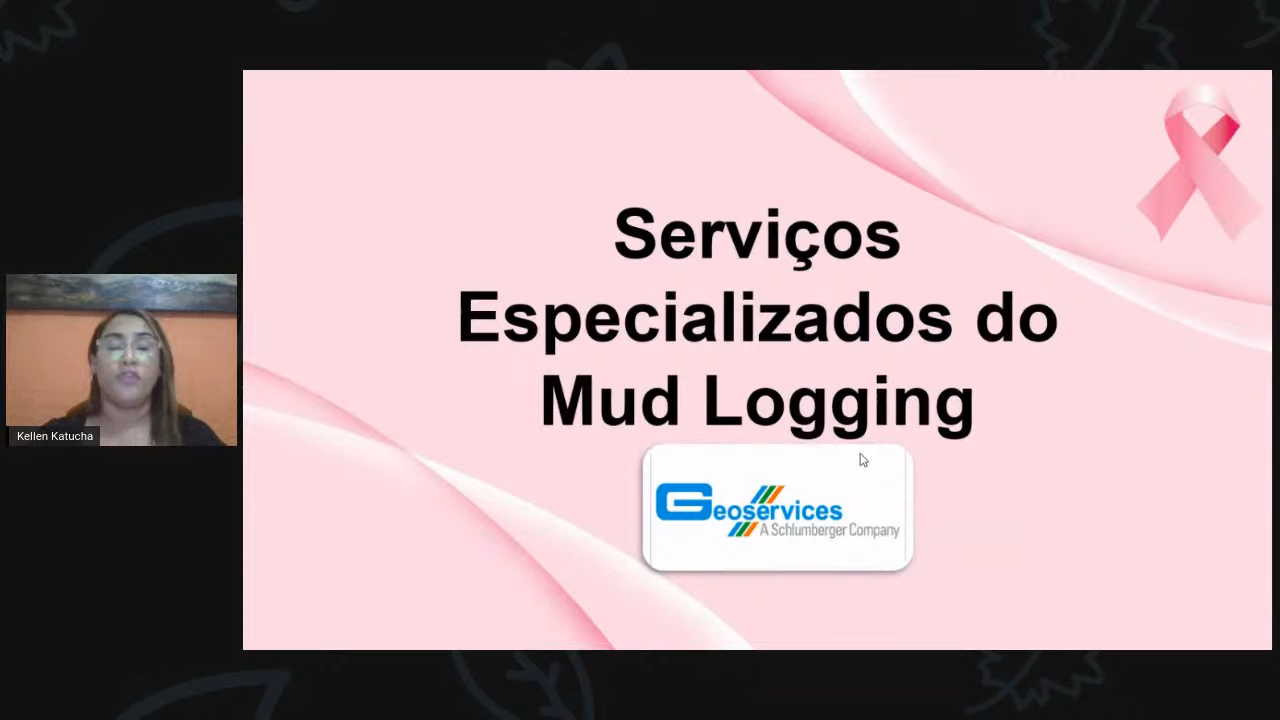 Serviços
Especializados do
Mud Logging
Geoservices
A Schlumberger Company
Kellen Katucha